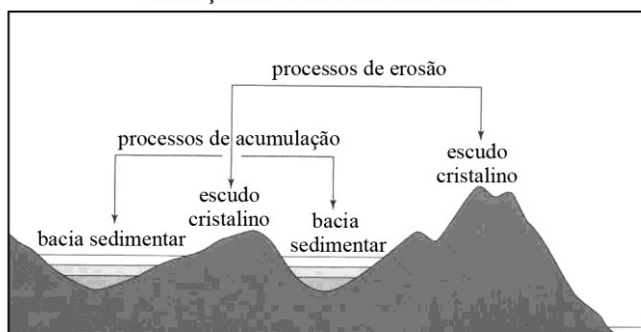 processos de erosão
processos de acumulação
escudo
cristalino
escudo
cristalino
bacia
sedimentar
bacia sedimentar